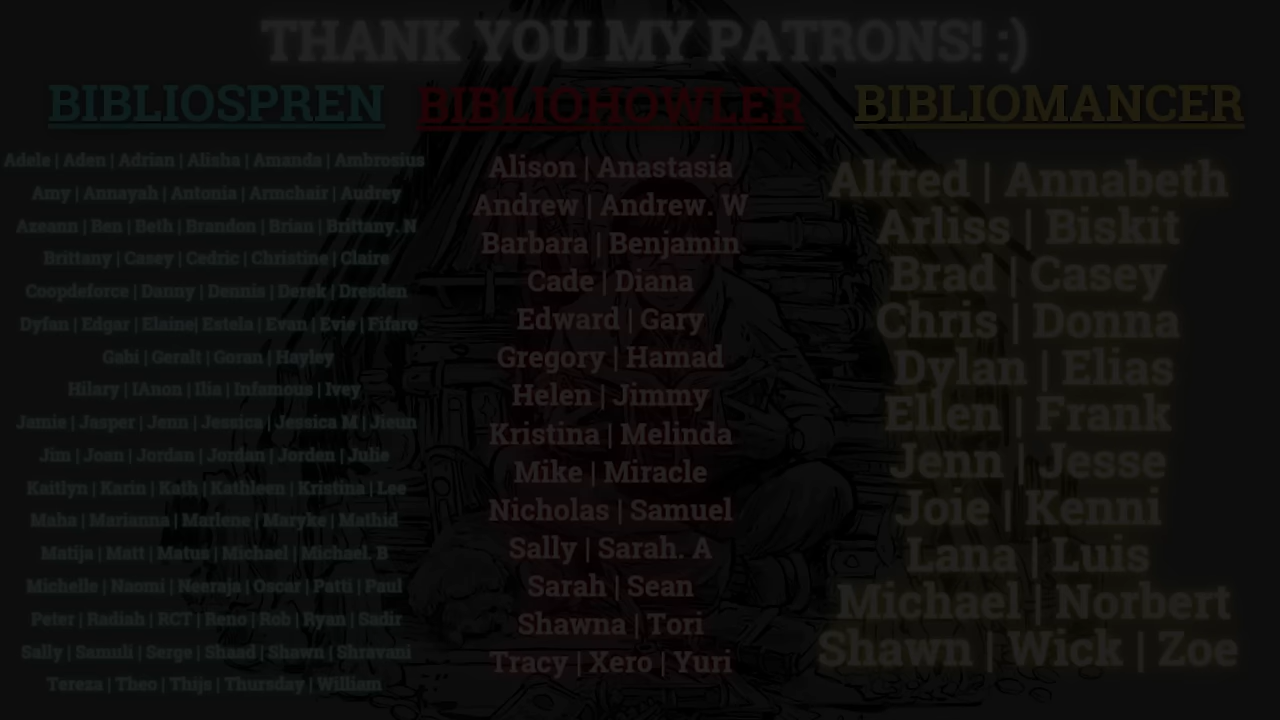 THANK YOU MY PATRONS! :)
BIBLIOSPREN
Adele | Aden | Adrian | Alisha | Amanda | Ambrosius
Amy | Annayah | Antonia | Armchair | Audrey
Azeann | Ben | Beth | Brandon | Brian | Brittany. N
Brittany | Casey | Cedric | Christine | Claire
Coopdeforce | Danny | Dennis | Derek | Dresden
Dyfan | Edgar | Elaine| Estela | Evan | Evie | Fifaro
Gabi | Geralt | Goran | Hayley
Hilary | IAnon | Ilia | Infamous | Ivey
Jamie | Jasper | Jenn | Jessica | Jessica M | Jieun
Jim | Joan | Jordan | Jordan | Jorden | Julie
Kaitlyn | Karin | Kath | Kathleen | Kristina | Lee
Maha | Marianna | Marlene | Maryke | Mathid
Matija | Matt | Matus | Michael | Michael. B
Michelle | Naomi | Neeraja | Oscar | Patti | Paul
Peter | Radiah | RCT | Reno | Rob | Ryan | Sadir
Sally | Samuli | Serge | Shaad | Shawn | Shravani
Tereza | Theo | Thijs | Thursday | William
BIBLIOHOWLER
Alison | Anastasia
Andrew | Andrew. W
Barbara | Benjamin
Cade | Diana
Edward | Gary
Gregory | Hamad
Helen | Jimmy
Kristina | Melinda
Mike | Miracle
Nicholas | Samuel
Sally | Sarah. A
Sarah | Sean
Shawna | Tori
Tracy | Xero | Yuri
BIBLIOMANCER
Alfred | Annabeth
Arliss | Biskit
Brad | Casey
Chris | Donna
Dylan | Elias
Ellen | Frank
Jenn | Jesse
Joie | Kenni
Lana | Luis
Michael | Norbert
Shawn | Wick | Zoe